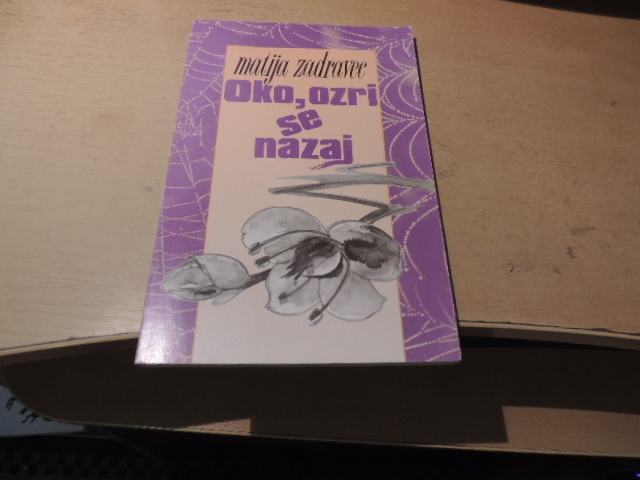 matija zadravec
Oko, ozri
se
nazaj